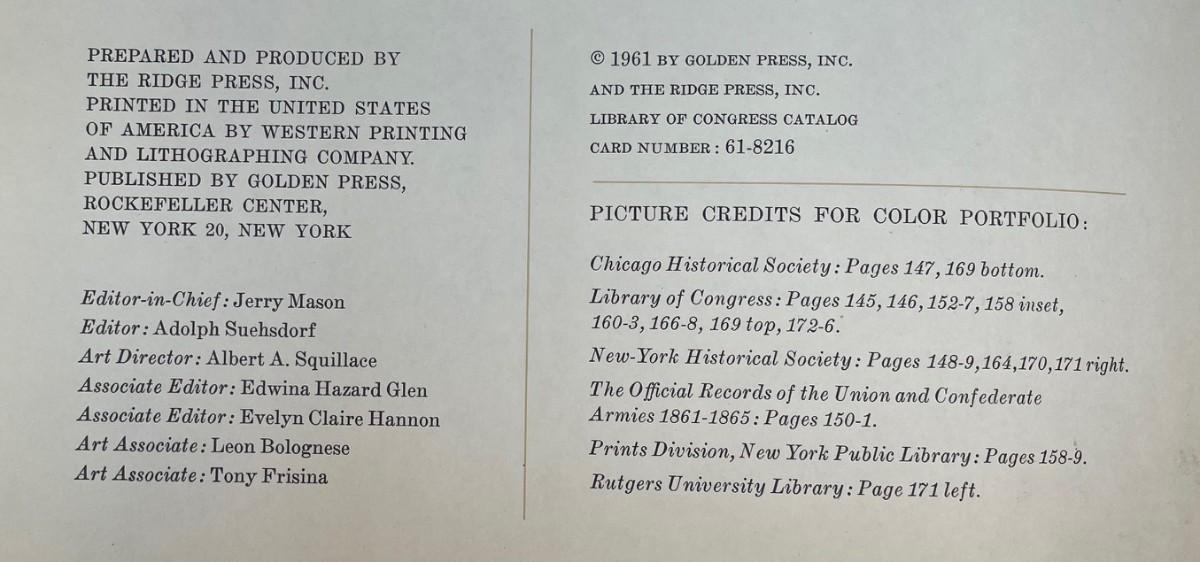 PREPARED AND PRODUCED BY
THE RIDGE PRESS, INC.
PRINTED IN THE UNITED STATES
OF AMERICA BY WESTERN PRINTING
AND LITHOGRAPHING COMPANY.
PUBLISHED BY GOLDEN PRESS,
ROCKEFELLER CENTER,
NEW YORK 20, NEW YORK
Editor-in-Chief: Jerry Mason
Editor: Adolph Suehsdorf
Art Director: Albert A. Squillace
Associate Editor: Edwina Hazard Glen
Associate Editor: Evelyn Claire Hannon
Art Associate: Leon Bolognese
Art Associate: Tony Frisina
© 1961 BY GOLDEN PRESS, INC.
AND THE RIDGE PRESS, INC.
LIBRARY OF CONGRESS CATALOG
CARD NUMBER: 61-8216
PICTURE CREDITS FOR COLOR PORTFOLIO:
Chicago Historical Society: Pages 147, 169 bottom.
Library of Congress: Pages 145, 146, 152-7, 158 inset,
160-3, 166-8, 169 top, 172-6.
New-York Historical Society: Pages 148-9, 164, 170, 171 right.
The Official Records of the Union and Confederate
Armies 1861-1865: Pages 150-1.
Prints Division, New York Public Library: Pages 158-9.
Rutgers University Library: Page 171 left.